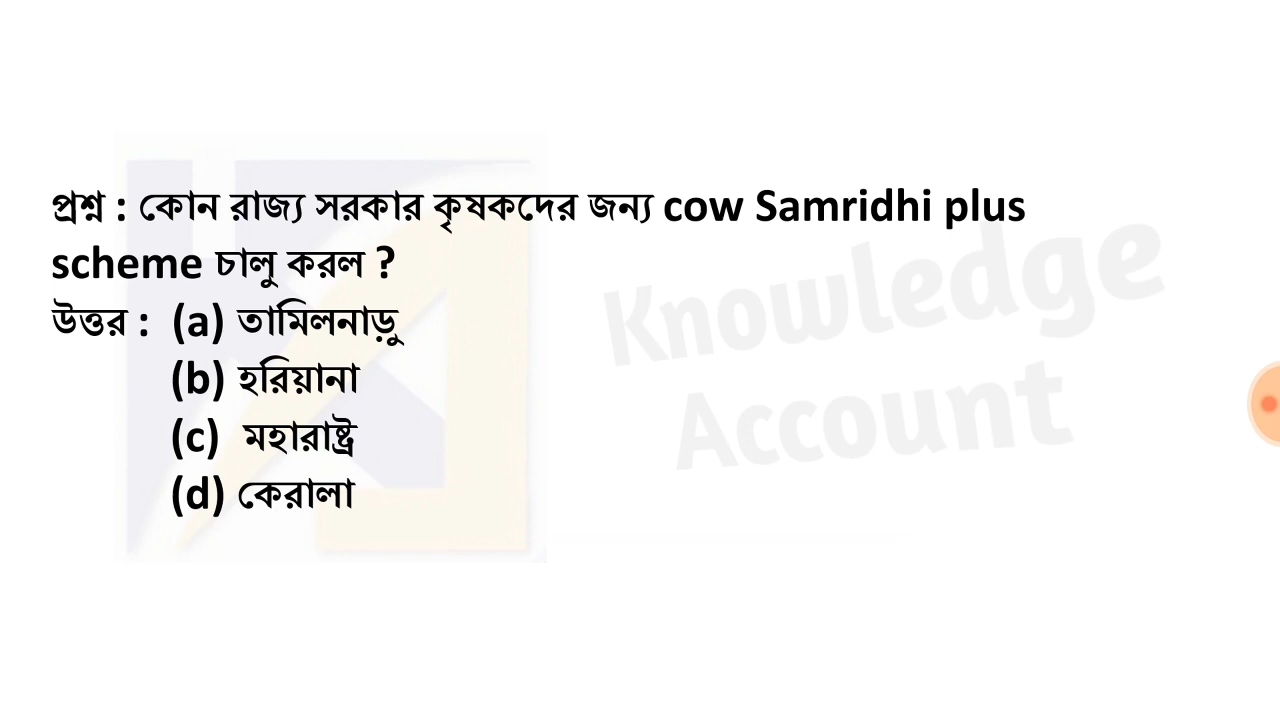 প্রশ্ন : কোন রাজ্য সরকার কৃষকদের জন্য cow Samridhi plus
scheme চালু করল ?
উত্তর : (a) তামিলনাড়ু
(b) হরিয়ানা
(c) মহারাষ্ট্র
(d) কেরালা
Knowledge
Account